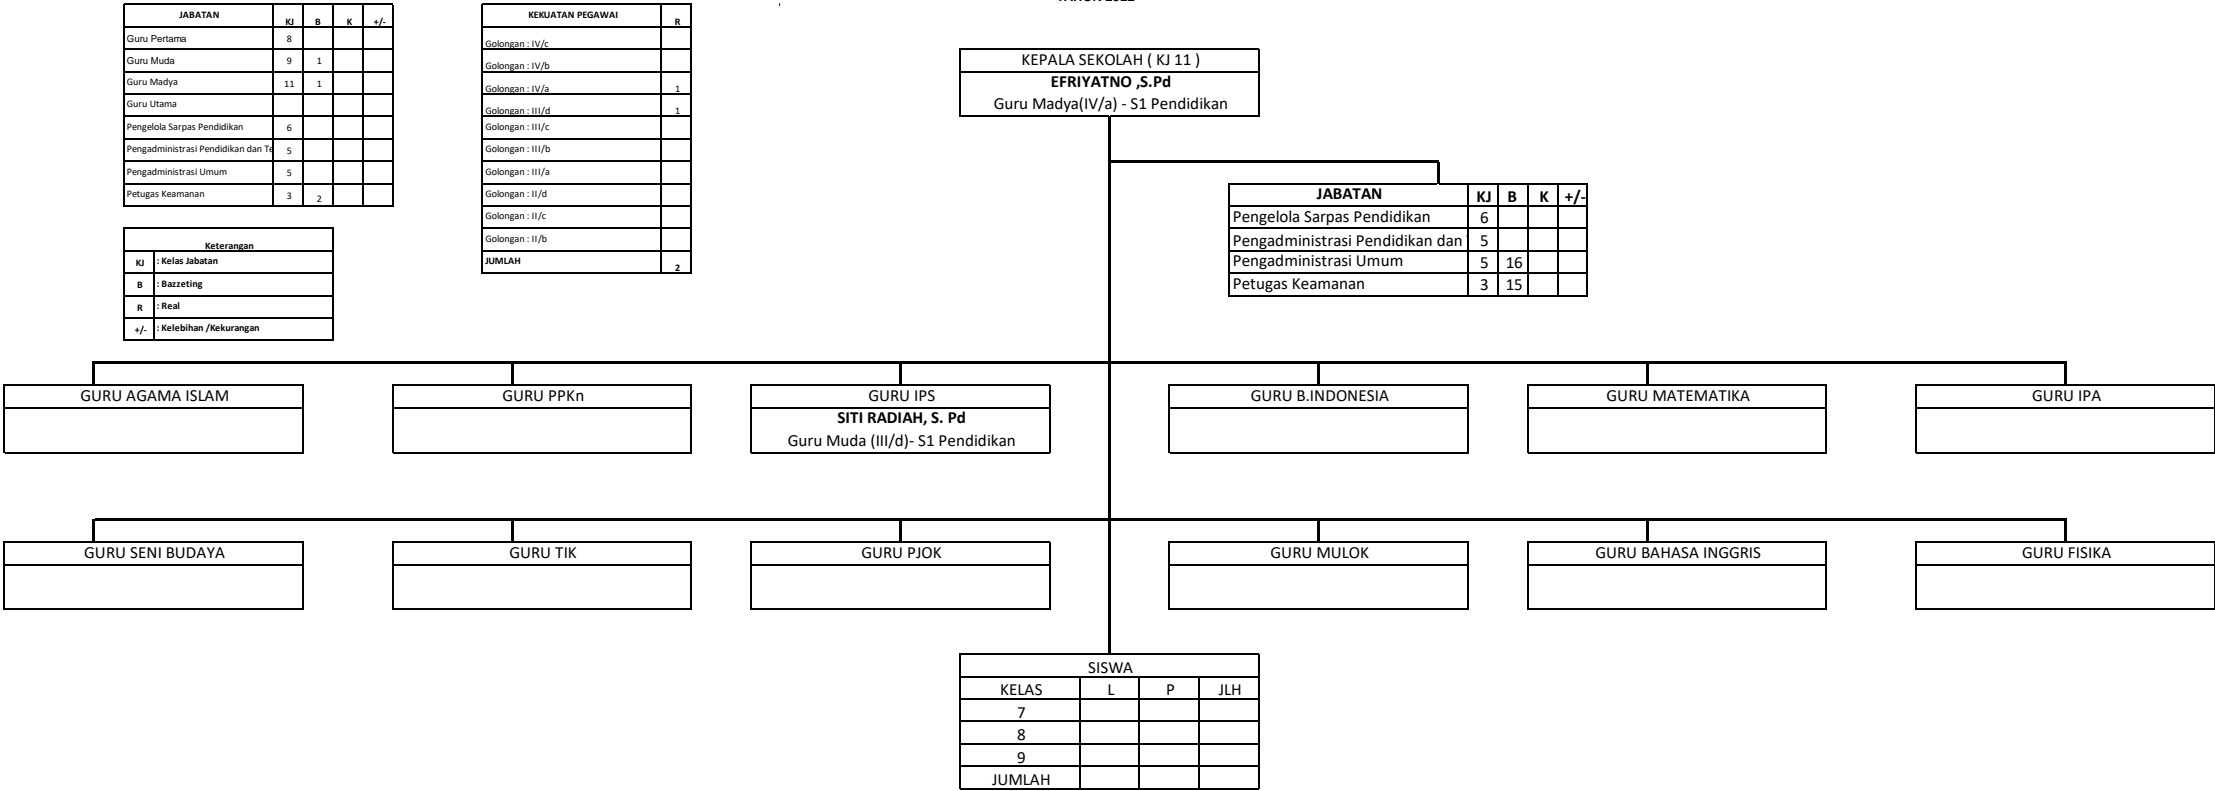 TAHUN 2022
JABATAN KJ B K +/-
Guru Pertama 8
Guru Muda 9 1
Guru Madya 11 1
Guru Utama
Pengelola Sarpas Pendidikan 6
Pengadministrasi Pendidikan dan Te 5
Pengadministrasi Umum 5
Petugas Keamanan 3 2
Keterangan
KJ : Kelas Jabatan
B : Bazzeting
R : Real
+/- : Kelebihan /Kekurangan
KEKUATAN PEGAWAI R
Golongan : IV/c
Golongan : IV/b
Golongan : IV/a 1
Golongan : III/d 1
Golongan : III/c
Golongan : III/b
Golongan : III/a
Golongan : II/d
Golongan : II/c
Golongan : II/b
JUMLAH 2
KEPALA SEKOLAH ( KJ 11 )
EFRIYATNO ,S.Pd
Guru Madya(IV/a) - S1 Pendidikan
JABATAN KJ B K +/-
Pengelola Sarpas Pendidikan 6
Pengadministrasi Pendidikan dan 5
Pengadministrasi Umum 5 16
Petugas Keamanan 3 15
GURU AGAMA ISLAM
GURU PPKn
GURU IPS
SITI RADIAH, S. Pd
Guru Muda (III/d)- S1 Pendidikan
GURU B.INDONESIA
GURU MATEMATIKA
GURU IPA
GURU SENI BUDAYA
GURU TIK
GURU PJOK
GURU MULOK
GURU BAHASA INGGRIS
GURU FISIKA
SISWA
KELAS L P JLH
7
8
9
JUMLAH